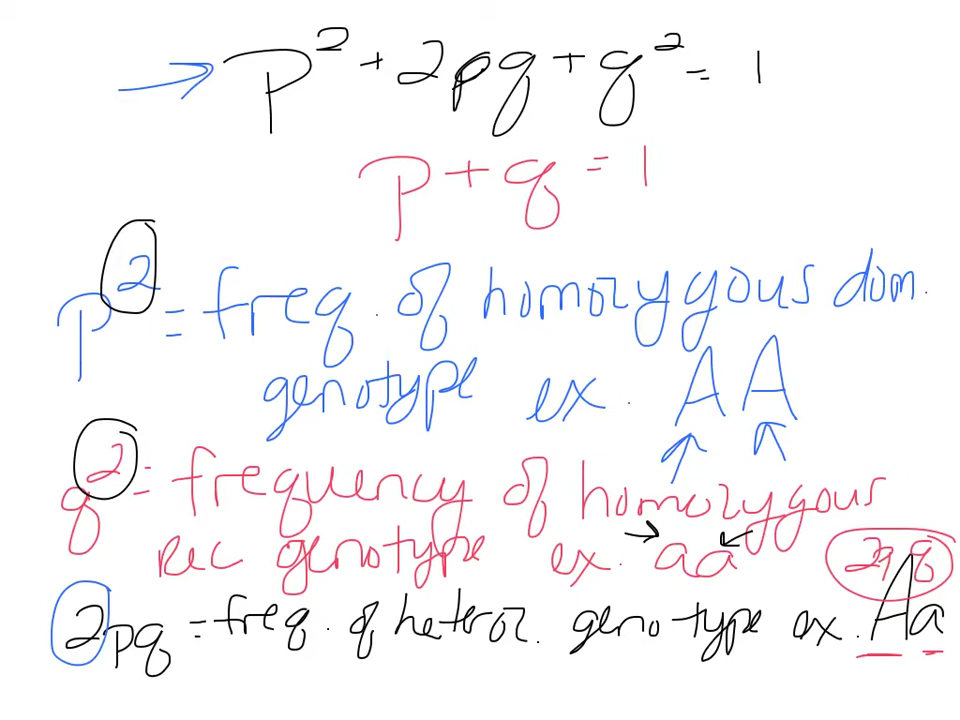 p² + 2pq + q² = 1
p + q = 1
p² = freq. of homozygous dom.
genotype ex. AA
q² = frequency of homozygous
rec genotype ex. aa
2pq = freq. of heteroz. genotype ex. Aa